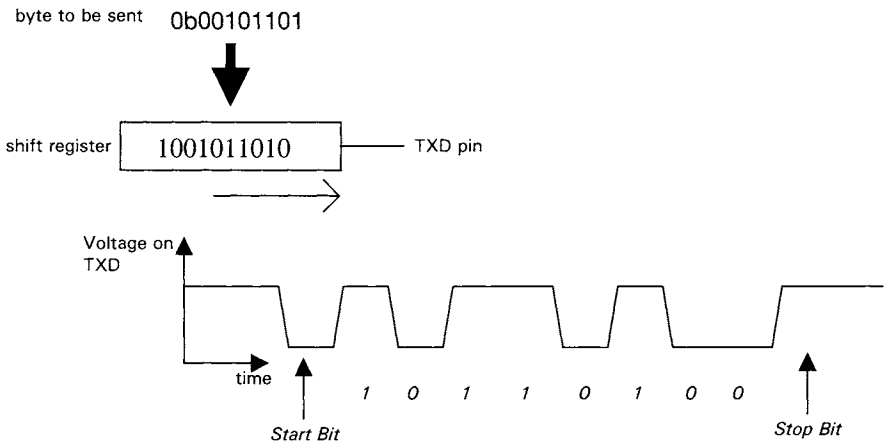 byte to be sent 0b00101101
shift register 1001011010 TXD pin
Voltage on
TXD
time
1 0 1 1 0 1 0 0
Start Bit Stop Bit